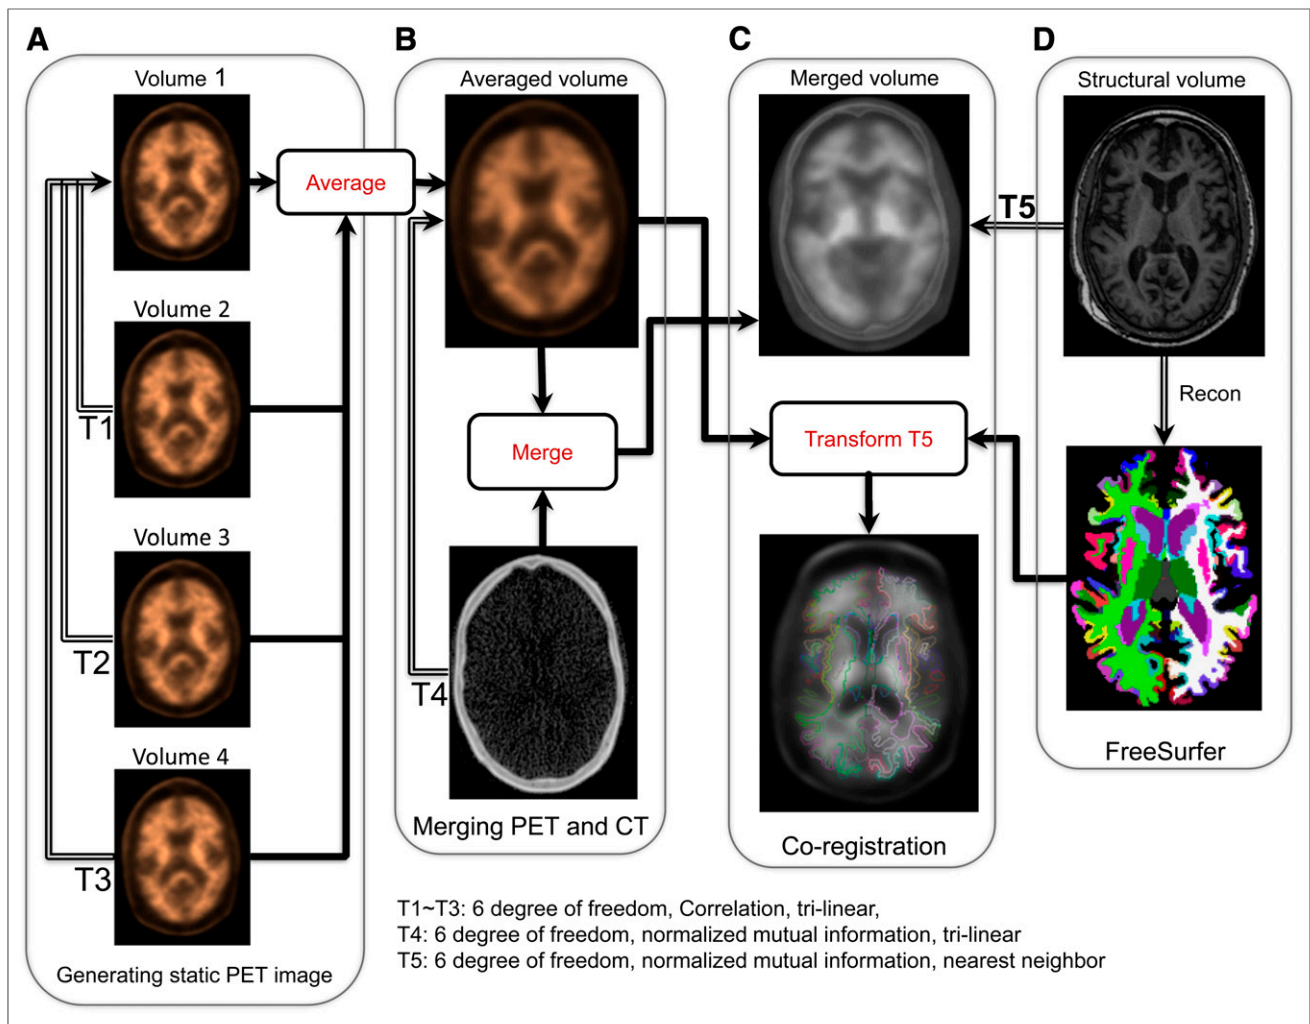 A
B
C
D
Volume 1
Averaged volume
Merged volume
Structural volume
Average
T5
Volume 2
Recon
T1
Merge
Transform T5
Volume 3
T2
T4
Volume 4
FreeSurfer
Merging PET and CT
Co-registration
T3
Generating static PET image
T1~T3: 6 degree of freedom, Correlation, tri-linear,
T4: 6 degree of freedom, normalized mutual information, tri-linear
T5: 6 degree of freedom, normalized mutual information, nearest neighbor